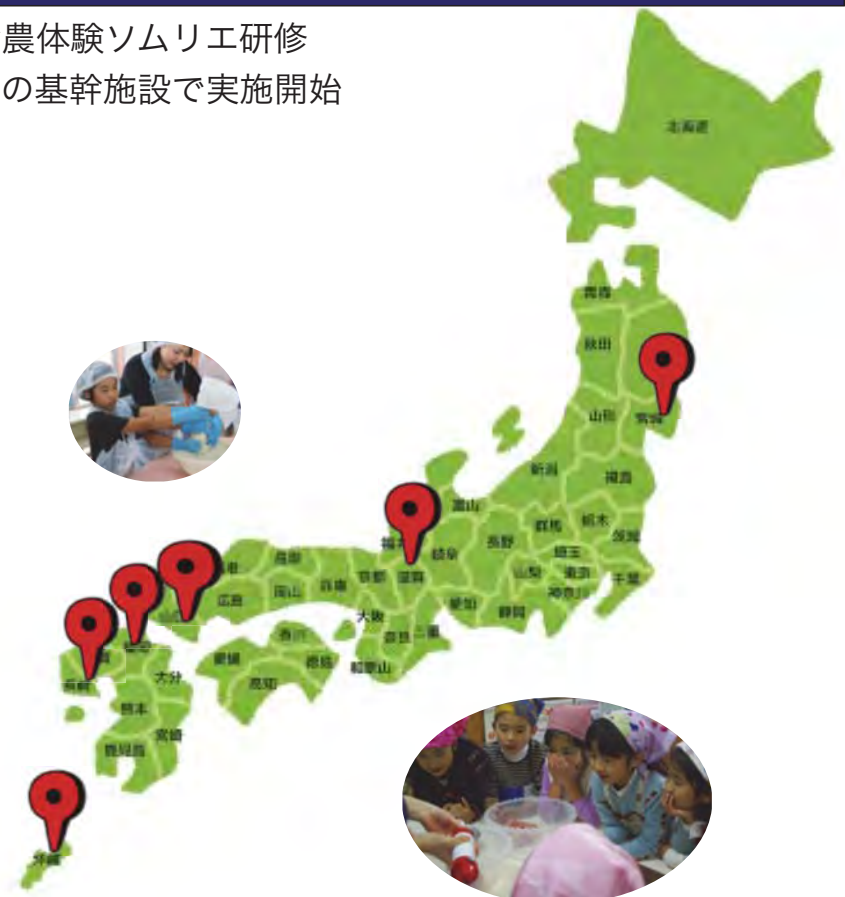 農体験ソムリエ研修
の基幹施設で実施開始
北海道
青森
秋田
山形
宮城
新潟
福島
富山
群馬
栃木
茨城
長野
岐阜
埼玉
山梨
東京
千葉
神奈川
静岡
愛知
滋賀
京都
兵庫
鳥取
岡山
広島
大阪
奈良
三重
和歌山
香川
徳島
愛媛
高知
大分
熊本
宮崎
鹿児島
沖縄